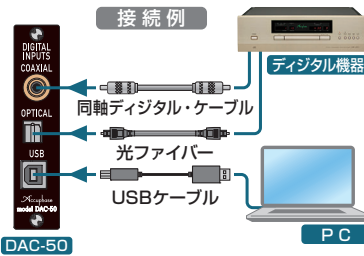 接続例
DIGITAL
INPUTS
COAXIAL
ディジタル機器
同軸ディジタル・ケーブル
OPTICAL
光ファイバー
USB
USBケーブル
Accuphase
model DAC-50
DAC-50
PC